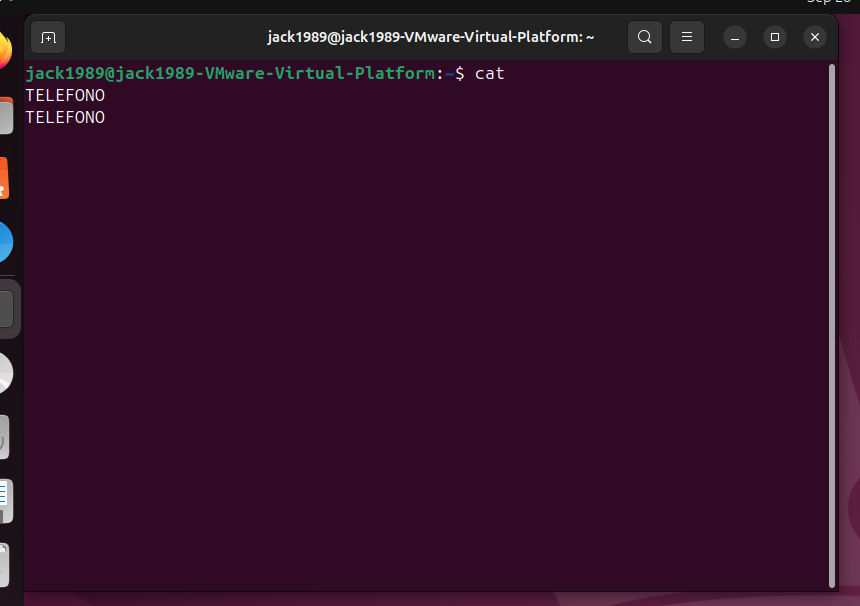 jack1989@jack1989-VMware-Virtual-Platform: ~
jack1989@jack1989-VMware-Virtual-Platform:~$ cat
TELEFONO
TELEFONO